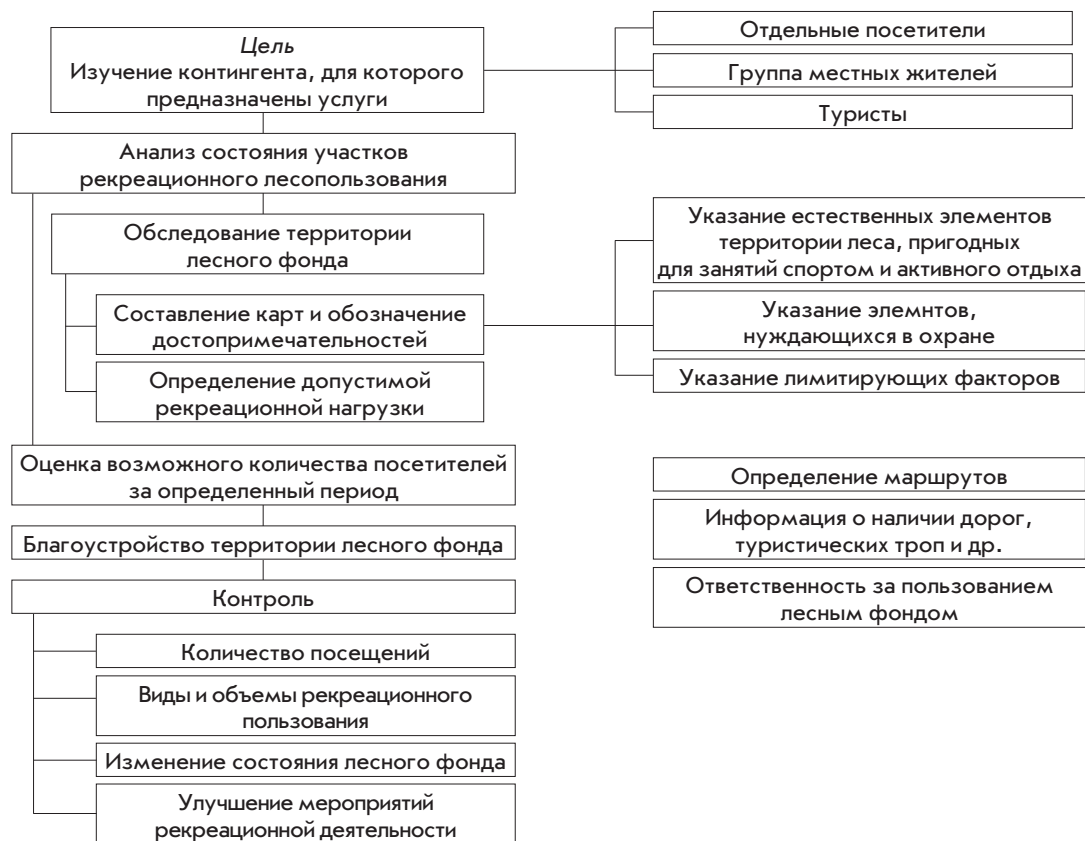 Цель
Изучение контингента, для которого
предназначены услуги
Отдельные посетители
Группа местных жителей
Туристы
Анализ состояния участков
рекреационного лесопользования
Обследование территории
лесного фонда
Составление карт и обозначение
достопримечательностей
Определение допустимой
рекреационной нагрузки
Указание естественных элементов
территории леса, пригодных
для занятий спортом и активного отдыха
Указание элемнтов,
нуждающихся в охране
Указание лимитирующих факторов
Оценка возможного количества посетителей
за определенный период
Благоустройство территории лесного фонда
Контроль
Количество посещений
Виды и объемы рекреационного
пользования
Изменение состояния лесного фонда
Улучшение мероприятий
рекреационной деятельности
Определение маршрутов
Информация о наличии дорог,
туристических троп и др.
Ответственность за пользованием
лесным фондом